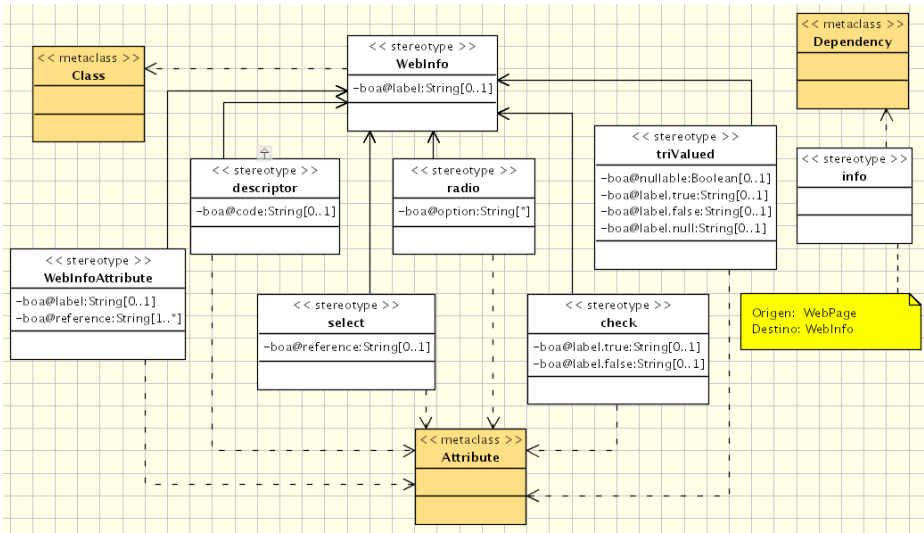 << metaclass >>
Class
<< stereotype >>
WebInfo
-boa@label:String[0..1]
<< metaclass >>
Dependency
<< stereotype >>
descriptor
-boa@code:String[0..1]
<< stereotype >>
radio
-boa@option:String[*]
<< stereotype >>
triValued
-boa@nullable:Boolean[0..1]
-boa@label.true:String[0..1]
-boa@label.false:String[0..1]
-boa@label.null:String[0..1]
<< stereotype >>
info
<< stereotype >>
WebInfoAttribute
-boa@label:String[0..1]
-boa@reference:String[1..*]
<< stereotype >>
select
-boa@reference:String[0..1]
<< stereotype >>
check
-boa@label.true:String[0..1]
-boa@label.false:String[0..1]
Origen: WebPage
Destino: WebInfo
<< metaclass >>
Attribute